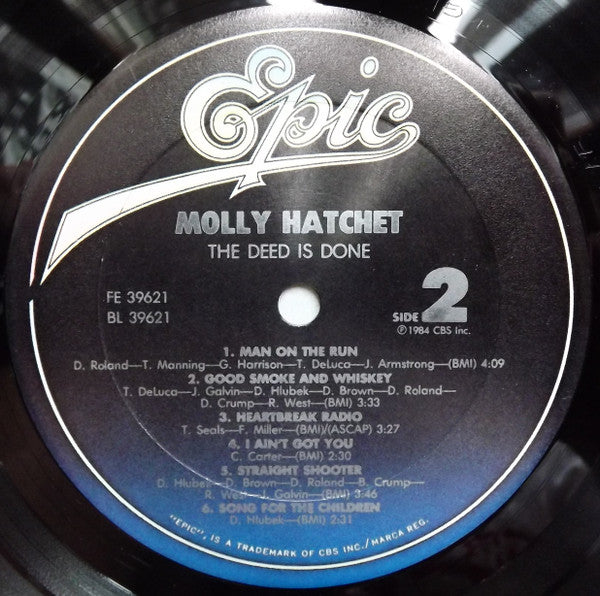 Epic
MOLLY HATCHET
THE DEED IS DONE
FE 39621
BL 39621
SIDE 2
℗1984 CBS Inc.
1. MAN ON THE RUN
D. Roland—T. Manning—G. Harrison—T. DeLuca—J. Armstrong—(BMI) 4:09
2. GOOD SMOKE AND WHISKEY
T. DeLuca—J. Galvin—D. Hlubek—D. Brown—D. Roland—
D. Crump—R. West—(BMI) 3:33
3. HEARTBREAK RADIO
T. Seals—F. Miller—(BMI)/(ASCAP) 3:27
4. I AIN'T GOT YOU
C. Carter—(BMI) 2:30
5. STRAIGHT SHOOTER
D. Hlubek—D. Brown—D. Roland—B. Crump—
R. West—J. Galvin—(BMI) 3:46
6. SONG FOR THE CHILDREN
D. Hlubek—(BMI) 2:31
"EPIC", IS A TRADEMARK OF CBS INC./MARCA REG.